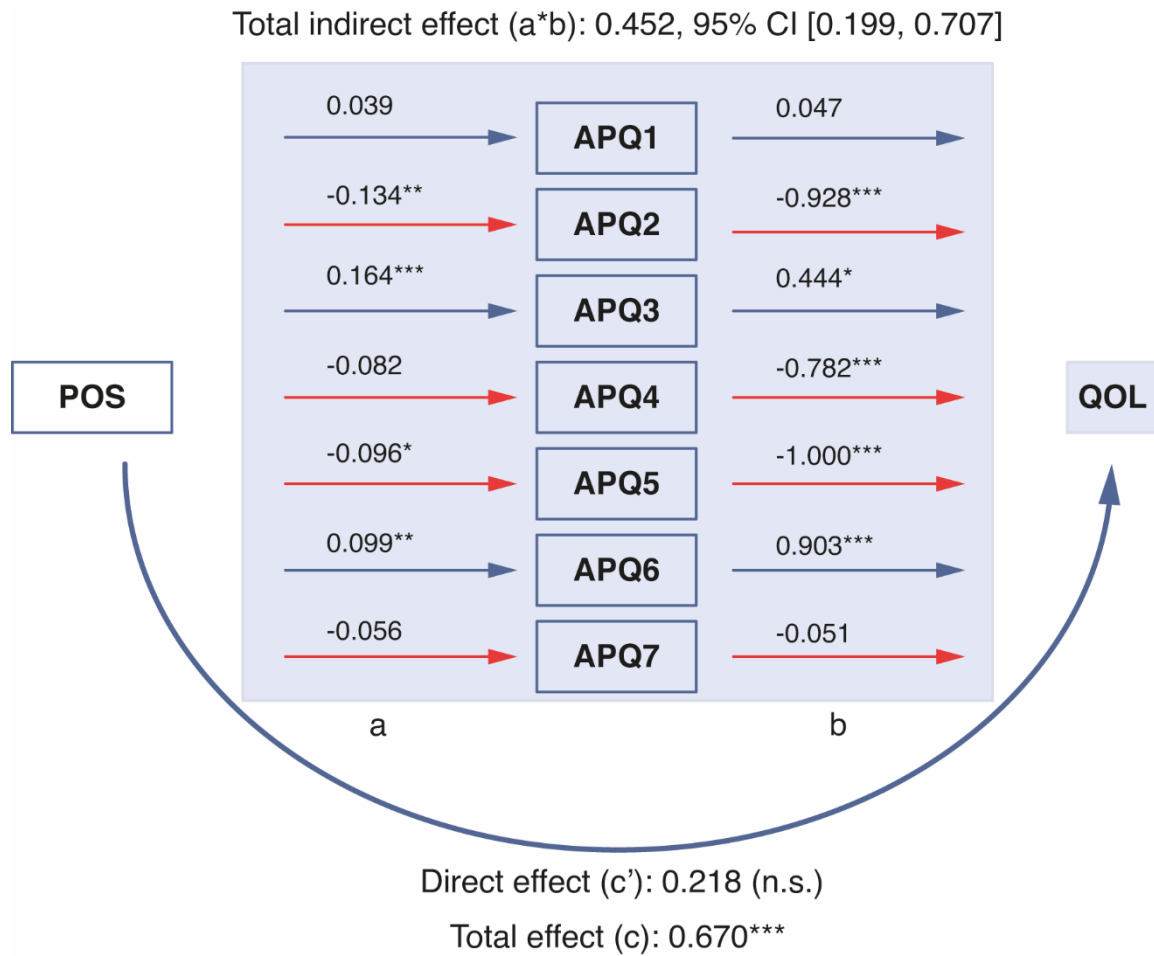 Total indirect effect (a*b): 0.452, 95% CI [0.199, 0.707]
0.039 APQ1 0.047
-0.134** APQ2 -0.928***
0.164*** APQ3 0.444*
POS -0.082 APQ4 -0.782*** QOL
-0.096* APQ5 -1.000***
0.099** APQ6 0.903***
-0.056 APQ7 -0.051
a b
Direct effect (c’): 0.218 (n.s.)
Total effect (c): 0.670***